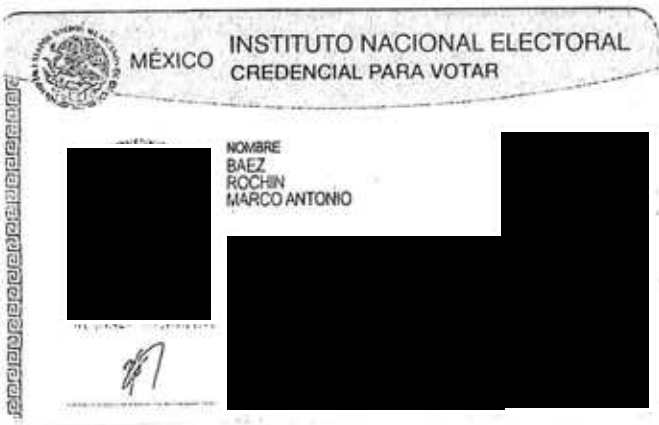 MÉXICO
INSTITUTO NACIONAL ELECTORAL
CREDENCIAL PARA VOTAR
NOMBRE
BAEZ
ROCHIN
MARCO ANTONIO